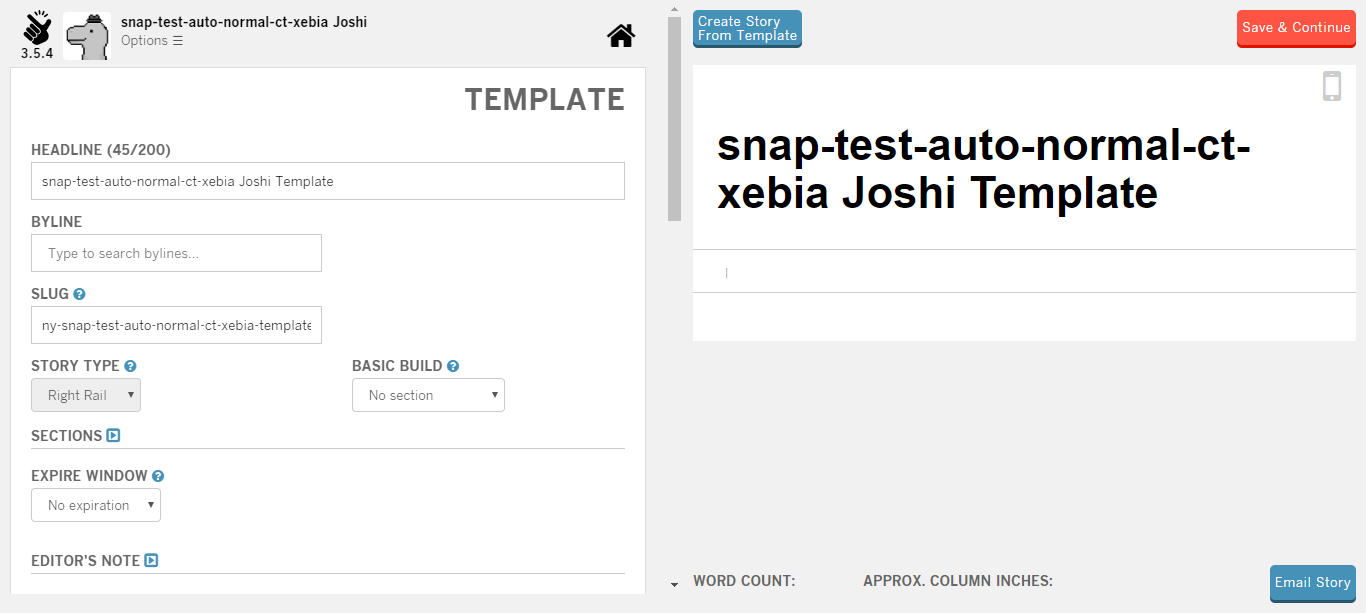 snap-test-auto-normal-ct-xebia Joshi
Options ☰
3.5.4
TEMPLATE
HEADLINE (45/200)
snap-test-auto-normal-ct-xebia Joshi Template
BYLINE
Type to search bylines...
SLUG
ny-snap-test-auto-normal-ct-xebia-template
STORY TYPE
BASIC BUILD
Right Rail
No section
SECTIONS
EXPIRE WINDOW
No expiration
EDITOR'S NOTE
Create Story
From Template
Save & Continue
snap-test-auto-normal-ct-
xebia Joshi Template
|
WORD COUNT:
APPROX. COLUMN INCHES:
Email Story